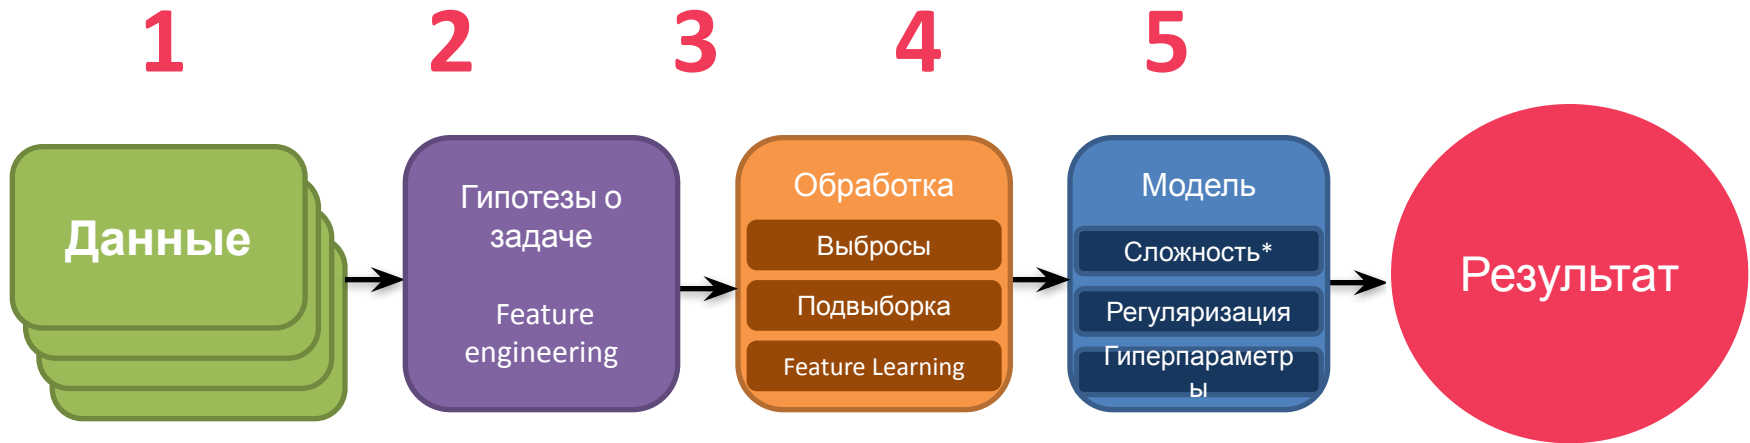 1 2 3 4 5
Данные
Гипотезы о
задаче
Feature
engineering
Обработка
Выбросы
Подвыборка
Feature Learning
Модель
Сложность*
Регуляризация
Гиперпараметр
ы
Результат